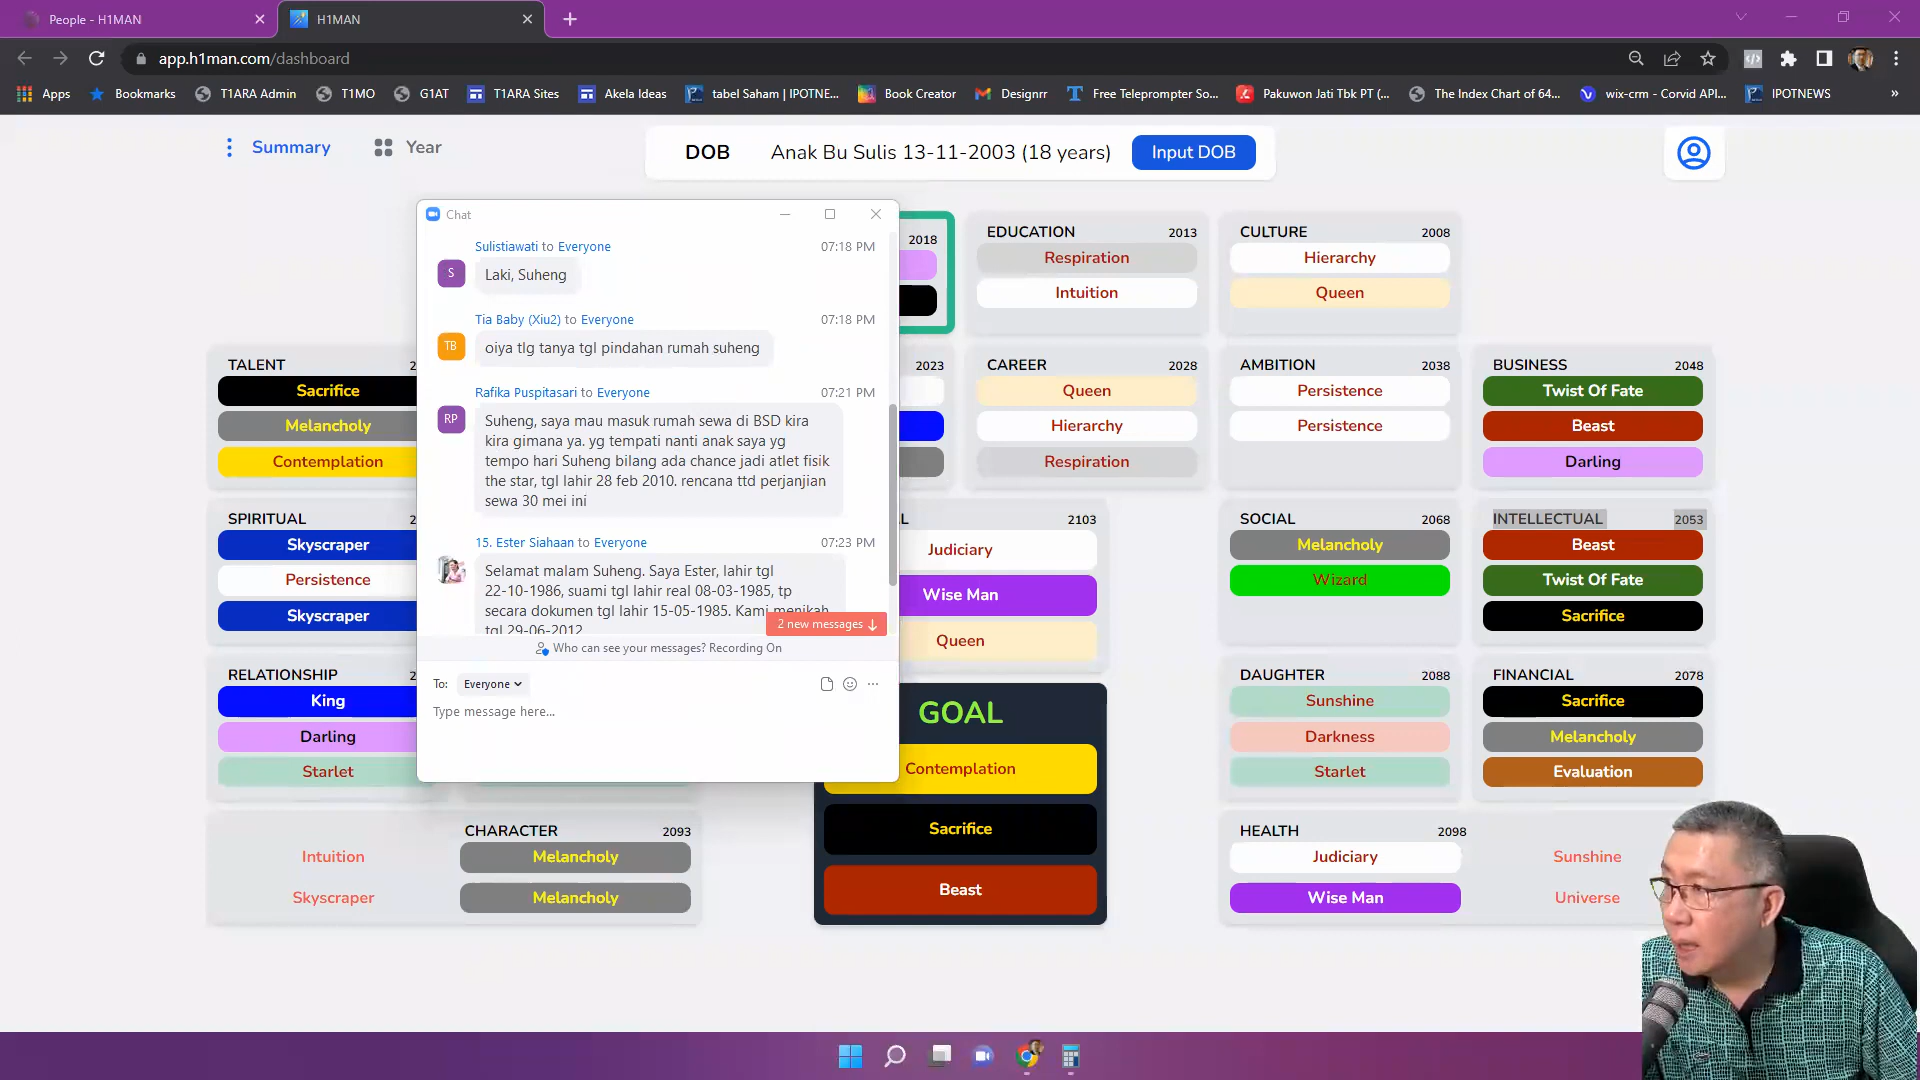 People - H1MAN
H1MAN
app.h1man.com/dashboard
Apps
Bookmarks
T1ARA Admin
T1MO
G1AT
T1ARA Sites
Akela Ideas
tabel Saham | IPOTNE...
Book Creator
Designrr
Free Teleprompter So...
Pakuwon Jati Tbk PT (...
The Index Chart of 64...
wix-crm - Corvid API...
IPOTNEWS
»
Summary
Year
DOB
Anak Bu Sulis 13-11-2003 (18 years)
Input DOB
Chat
Sulistiawati to Everyone
07:18 PM
S
Laki, Suheng
Tia Baby (Xiu2) to Everyone
07:18 PM
TB
oiya tlg tanya tgl pindahan rumah suheng
Rafika Puspitasari to Everyone
07:21 PM
RP
Suheng, saya mau masuk rumah sewa di BSD kira
kira gimana ya. yg tempati nanti anak saya yg
tempo hari Suheng bilang ada chance jadi atlet fisik
the star, tgl lahir 28 feb 2010. rencana ttd perjanjian
sewa 30 mei ini
15. Ester Siahaan to Everyone
07:23 PM
Selamat malam Suheng. Saya Ester, lahir tgl
22-10-1986, suami tgl lahir real 08-03-1985, tp
secara dokumen tgl lahir 15-05-1985. Kami menikah
tgl 29-06-2012
2 new messages ↓
Who can see your messages? Recording On
To:
Everyone
Type message here...
2018
EDUCATION
2013
Respiration
Intuition
CULTURE
2008
Hierarchy
Queen
TALENT
2
Sacrifice
Melancholy
Contemplation
2023
CAREER
2028
Queen
Hierarchy
Respiration
AMBITION
2038
Persistence
Persistence
BUSINESS
2048
Twist Of Fate
Beast
Darling
SPIRITUAL
2
Skyscraper
Persistence
Skyscraper
L
2103
Judiciary
Wise Man
Queen
SOCIAL
2068
Melancholy
Wizard
INTELLECTUAL
2053
Beast
Twist Of Fate
Sacrifice
RELATIONSHIP
2
King
Darling
Starlet
GOAL
Contemplation
Sacrifice
Beast
DAUGHTER
2088
Sunshine
Darkness
Starlet
FINANCIAL
2078
Sacrifice
Melancholy
Evaluation
Intuition
Skyscraper
CHARACTER
2093
Melancholy
Melancholy
HEALTH
2098
Judiciary
Wise Man
Sunshine
Universe